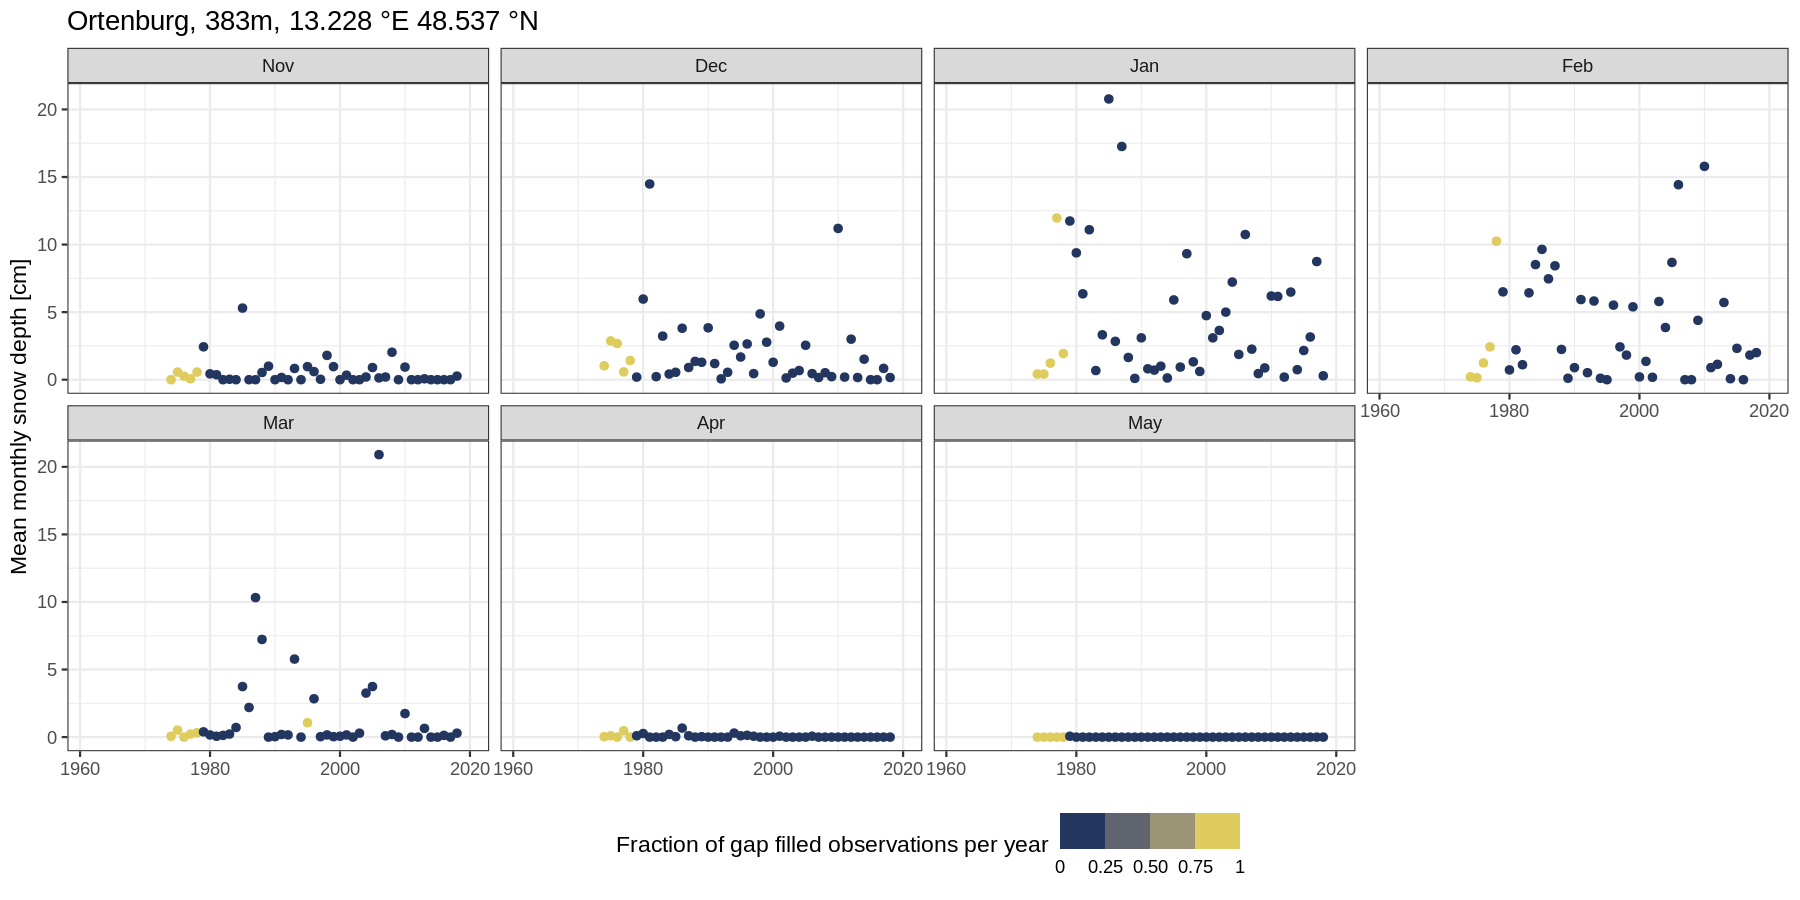 Ortenburg, 383m, 13.228 °E 48.537 °N
Nov Dec Jan Feb
Mean monthly snow depth [cm]
20
15
10
5
0
1960 1980 2000 2020
Mar Apr May
20
15
10
5
0
1960 1980 2000 2020 1960 1980 2000 2020 1960 1980 2000 2020
Fraction of gap filled observations per year
0 0.25 0.50 0.75 1